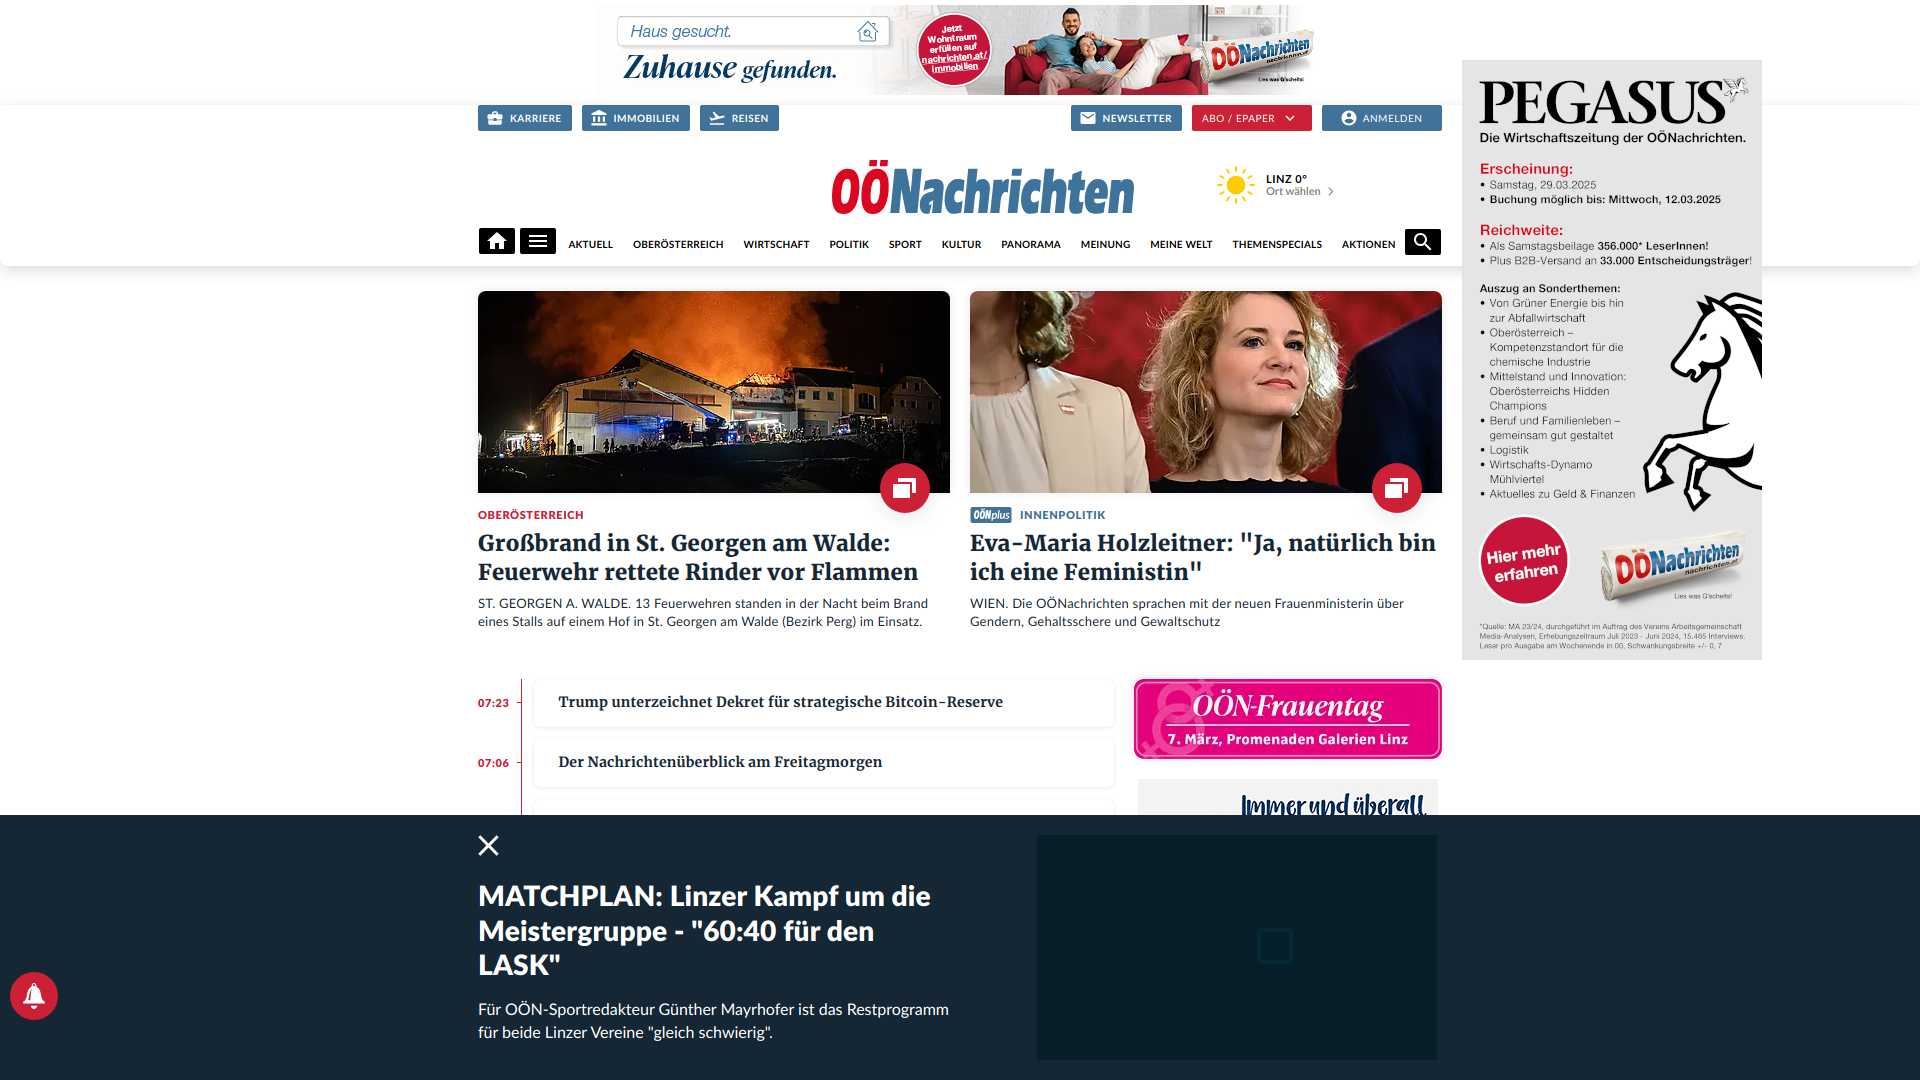 Haus gesucht.
Zuhause gefunden.
Jetzt
Wohntraum
erfüllen auf
nachrichten.at/
immobilien
OÖNachrichten
Lies was G'scheits!
KARRIERE
IMMOBILIEN
REISEN
NEWSLETTER
ABO / EPAPER
ANMELDEN
OÖNachrichten
LINZ 0°
Ort wählen
AKTUELL
OBERÖSTERREICH
WIRTSCHAFT
POLITIK
SPORT
KULTUR
PANORAMA
MEINUNG
MEINE WELT
THEMENSPECIALS
AKTIONEN
PEGASUS
Die Wirtschaftszeitung der OÖNachrichten.
Erscheinung:
• Samstag, 29.03.2025
• Buchung möglich bis: Mittwoch, 12.03.2025
Reichweite:
• Als Samstagsbeilage 356.000* LeserInnen!
• Plus B2B-Versand an 33.000 Entscheidungsträger!
Auszug an Sonderthemen:
• Von Grüner Energie bis hin
zur Abfallwirtschaft
• Oberösterreich –
Kompetenzstandort für die
chemische Industrie
• Mittelstand und Innovation:
Oberösterreichs Hidden
Champions
• Beruf und Familienleben –
gemeinsam gut gestaltet
• Logistik
• Wirtschafts-Dynamo
Mühlviertel
• Aktuelles zu Geld & Finanzen
Hier mehr
erfahren
OÖNachrichten
nachrichten.at
Lies was G'scheits!
*Quelle: MA 23/24, durchgeführt im Auftrag des Vereins Arbeitsgemeinschaft
Media-Analysen, Erhebungszeitraum Juli 2023 - Juni 2024, 15.465 Interviews.
Leser pro Ausgabe am Wochenende in OÖ, Schwankungsbreite +/- 0, 7
OBERÖSTERREICH
Großbrand in St. Georgen am Walde:
Feuerwehr rettete Rinder vor Flammen
ST. GEORGEN A. WALDE. 13 Feuerwehren standen in der Nacht beim Brand
eines Stalls auf einem Hof in St. Georgen am Walde (Bezirk Perg) im Einsatz.
OÖNplus INNENPOLITIK
Eva-Maria Holzleitner: "Ja, natürlich bin
ich eine Feministin"
WIEN. Die OÖNachrichten sprachen mit der neuen Frauenministerin über
Gendern, Gehaltsschere und Gewaltschutz
07:23
Trump unterzeichnet Dekret für strategische Bitcoin-Reserve
07:06
Der Nachrichtenüberblick am Freitagmorgen
OÖN-Frauentag
7. März, Promenaden Galerien Linz
Immer und überall
MATCHPLAN: Linzer Kampf um die
Meistergruppe - "60:40 für den
LASK"
Für OÖN-Sportredakteur Günther Mayrhofer ist das Restprogramm
für beide Linzer Vereine "gleich schwierig".